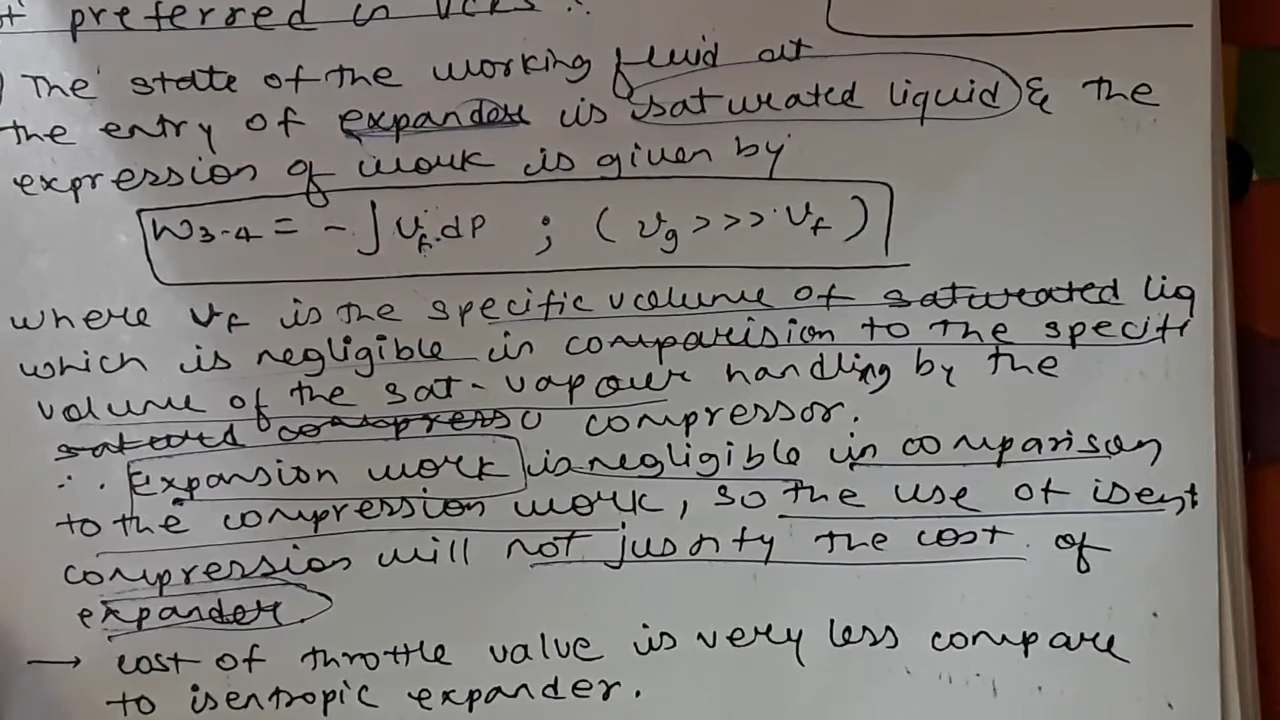 preferred in VCRS :
The state of the working fluid at
the entry of expander is saturated liquid & the
expression of work is given by
W3-4 = - ∫ vf.dP ; (vg >>> vf)
where vf is the specific volume of saturated liq
which is negligible in comparision to the specifi
volume of the sat-vapour handling by the
compressor.
∴ Expansion work is negligible in comparison
to the compression work, so the use of isent
compression will not justify the cost of
expander
→ cost of throttle value is very less compare
to isentropic expander.